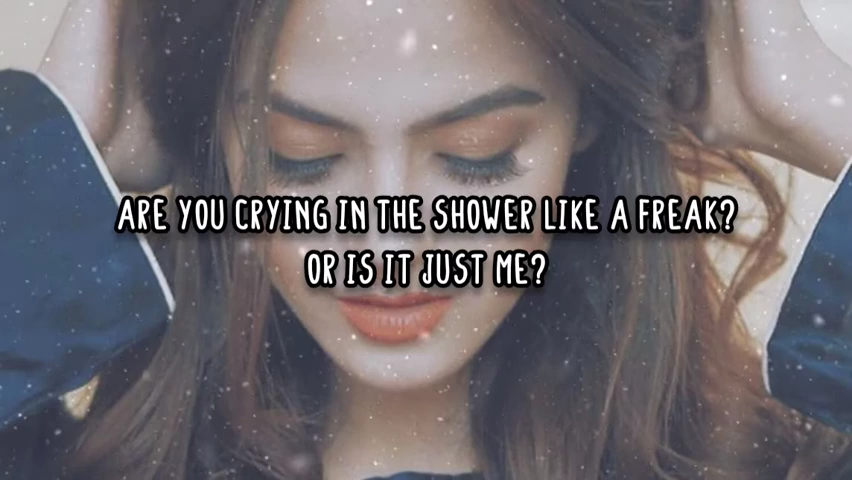 ARE YOU CRYING IN THE SHOWER LIKE A FREAK?
OR IS IT JUST ME?